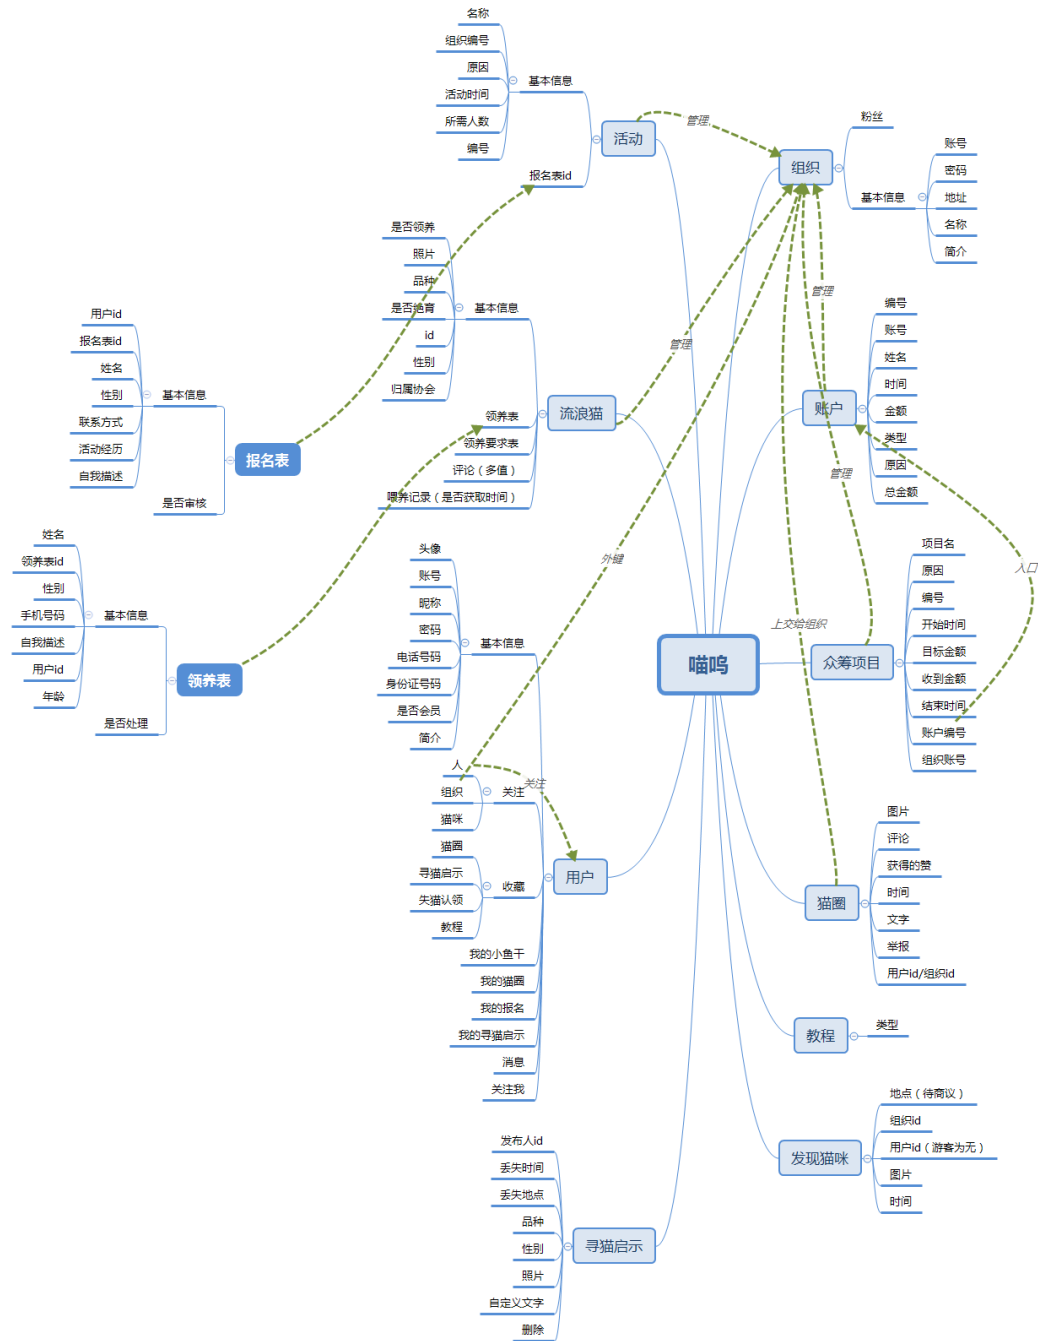 名称
组织编号
原因
活动时间
所需人数
编号
基本信息
报名表id
活动
管理
组织
粉丝
基本信息
账号
密码
地址
名称
简介
是否领养
照片
品种
是否绝育
id
性别
归属协会
基本信息
领养表
领养要求表
评论（多值）
喂养记录（是否获取时间）
流浪猫
管理
管理
用户id
报名表id
姓名
性别
联系方式
活动经历
自我描述
基本信息
是否审核
报名表
编号
账号
姓名
时间
金额
类型
原因
总金额
账户
管理
姓名
领养表id
性别
手机号码
自我描述
用户id
年龄
基本信息
是否处理
领养表
头像
账号
昵称
密码
电话号码
身份证号码
是否会员
简介
基本信息
外键
人
组织
猫咪
关注
关注
猫圈
寻猫启示
失猫认领
教程
收藏
我的小鱼干
我的猫圈
我的报名
我的寻猫启示
消息
关注我
用户
喵呜
上交给组织
众筹项目
项目名
原因
编号
开始时间
目标金额
收到金额
结束时间
账户编号
组织账号
入口
猫圈
图片
评论
获得的赞
时间
文字
举报
用户id/组织id
教程
类型
发现猫咪
地点（待商议）
组织id
用户id（游客为无）
图片
时间
发布人id
丢失时间
丢失地点
品种
性别
照片
自定义文字
删除
寻猫启示